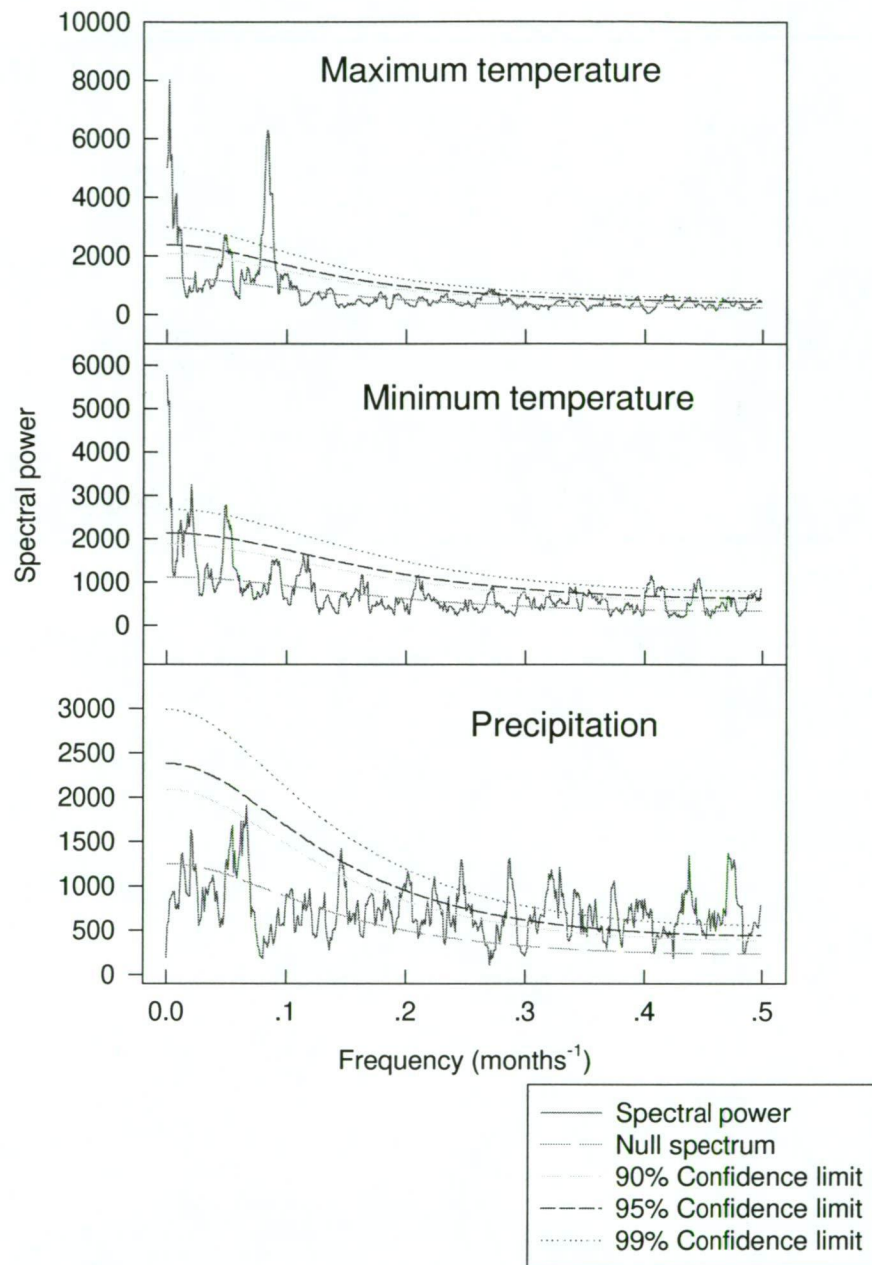 10000
8000
6000
4000
2000
0
Maximum temperature
6000
5000
4000
3000
2000
1000
0
Minimum temperature
Spectral power
3000
2500
2000
1500
1000
500
0
Precipitation
0.0 .1 .2 .3 .4 .5
Frequency (months⁻¹)
Spectral power
Null spectrum
90% Confidence limit
95% Confidence limit
99% Confidence limit